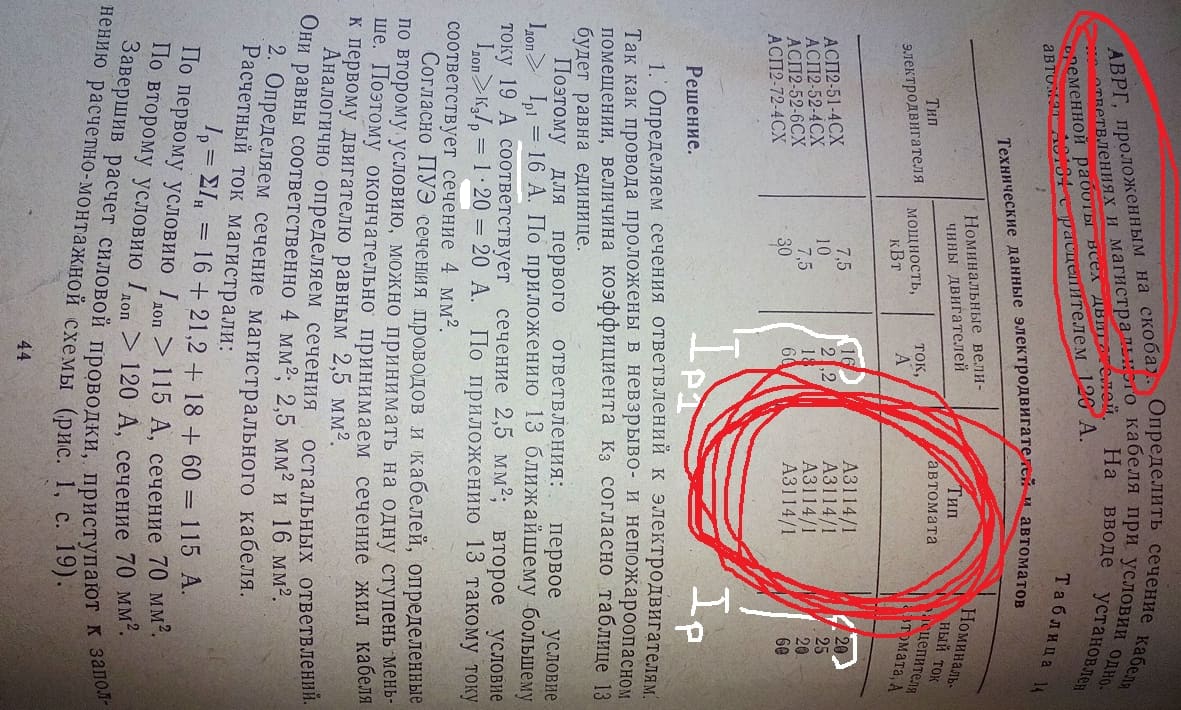 АВРГ, проложенным на скобах. Определить сечение кабеля
на ответвлениях и магистрального кабеля при условии одно-
временной работы всех двигателей. На вводе установлен
автомат с расцепителем 120 А.
Таблица 14
Технические данные электродвигателей и автоматов
Тип электродвигателя
Номинальные величины двигателей
мощность, кВт
ток, А
Тип автомата
Номинальный ток расцепителя автомата, А
АСП2-51-4СХ 7,5 16 А3114/1 20
АСП2-52-4СХ 10 21,2 А3114/1 25
АСП2-52-6СХ 7,5 18 А3114/1 20
АСП2-72-4СХ 30 60 А3114/1 60
Iр1
Iр
Решение.
1. Определяем сечения ответвлений к электродвигателям.
Так как провода проложены в невзрыво- и непожароопасном
помещении, величина коэффициента кз согласно таблице 13
будет равна единице.
Поэтому для первого ответвления: первое условие
Iдоп ⩾ Iр1 = 16 А. По приложению 13 ближайшему большему
току 19 А соответствует сечение 2,5 мм²; второе условие
Iдоп⩾кзIр = 1·20 = 20 А. По приложению 13 такому току
соответствует сечение 4 мм².
Согласно ПУЭ сечения проводов и кабелей, определенные
по второму условию, можно принимать на одну ступень мень-
ше. Поэтому окончательно принимаем сечение жил кабеля
к первому двигателю равным 2,5 мм².
Аналогично определяем сечения остальных ответвлений.
Они равны соответственно 4 мм²; 2,5 мм² и 16 мм².
2. Определяем сечение магистрального кабеля.
Расчетный ток магистрали:
Iр = ΣIн = 16 + 21,2 + 18 + 60 = 115 А.
По первому условию Iдоп > 115 А, сечение 70 мм².
По второму условию Iдоп > 120 А, сечение 70 мм².
Завершив расчет силовой проводки, приступают к запол-
нению расчетно-монтажной схемы (рис. 1, с. 19).
44